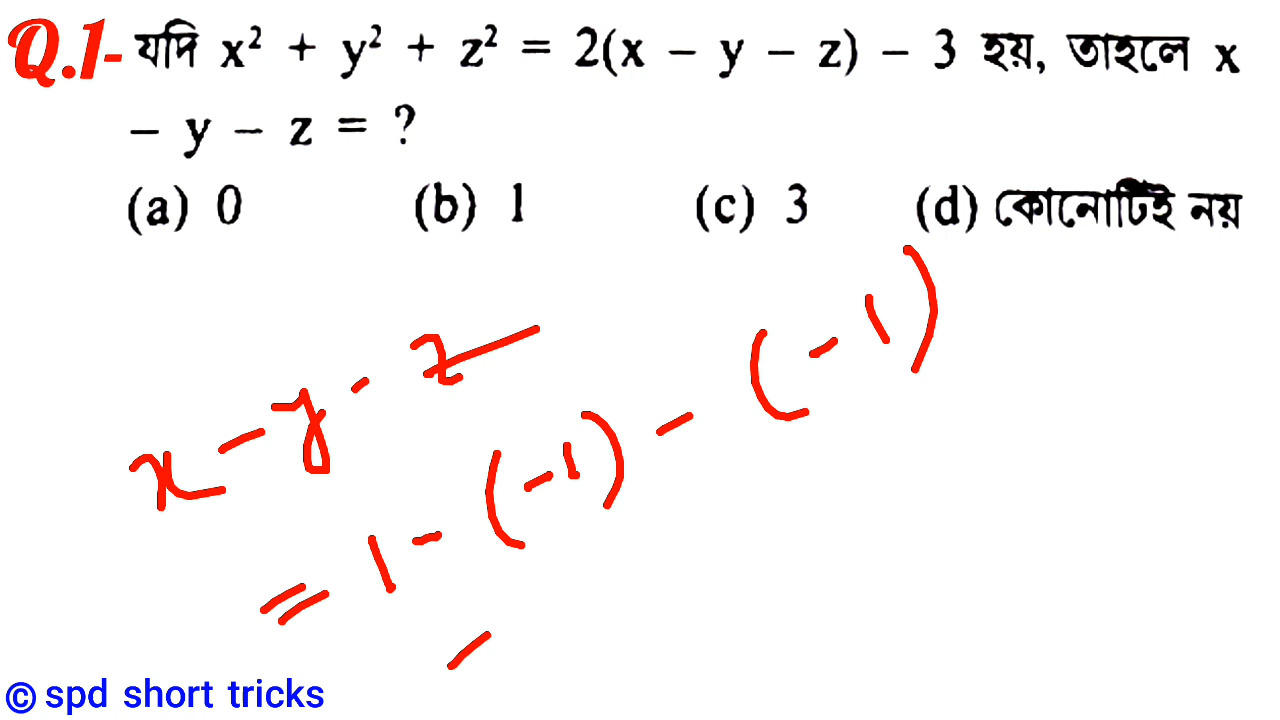 Q.1- যদি x² + y² + z² = 2(x – y – z) – 3 হয়, তাহলে x
– y – z = ?
(a) 0 (b) 1 (c) 3 (d) কোনোটিই নয়
x - y - z
= 1 - (-1) - (-1)
-
© spd short tricks